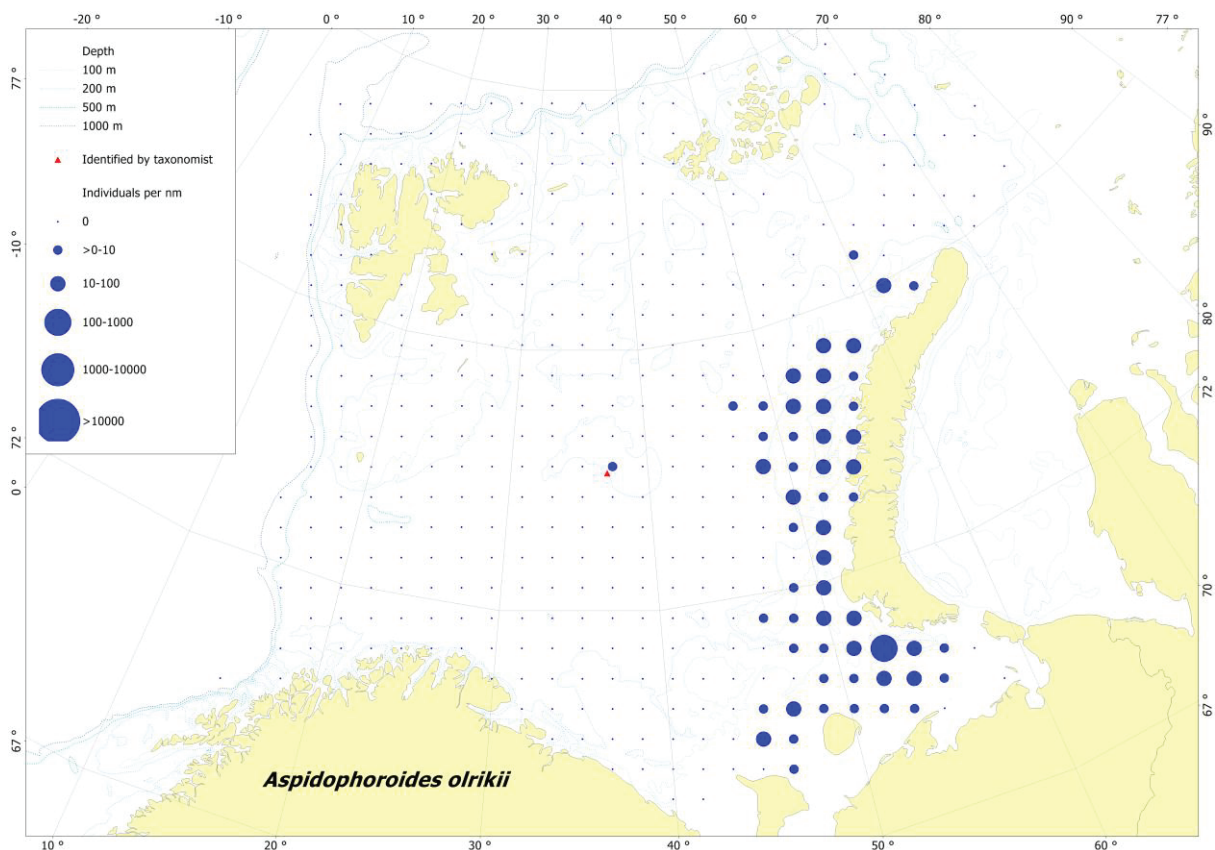 -20 ° -10 ° 0 ° 10 ° 20 ° 30 ° 40 ° 50 ° 60 ° 70 ° 80 ° 90 ° 77 °
Depth
100 m
200 m
500 m
1000 m
Identified by taxonomist
Individuals per nm
0
>0-10
10-100
100-1000
1000-10000
>10000
77 °
-10 °
72 °
0 °
67 °
90 °
80 °
72 °
70 °
67 °
Aspidophoroides olrikii
10 ° 20 ° 30 ° 40 ° 50 ° 60 °